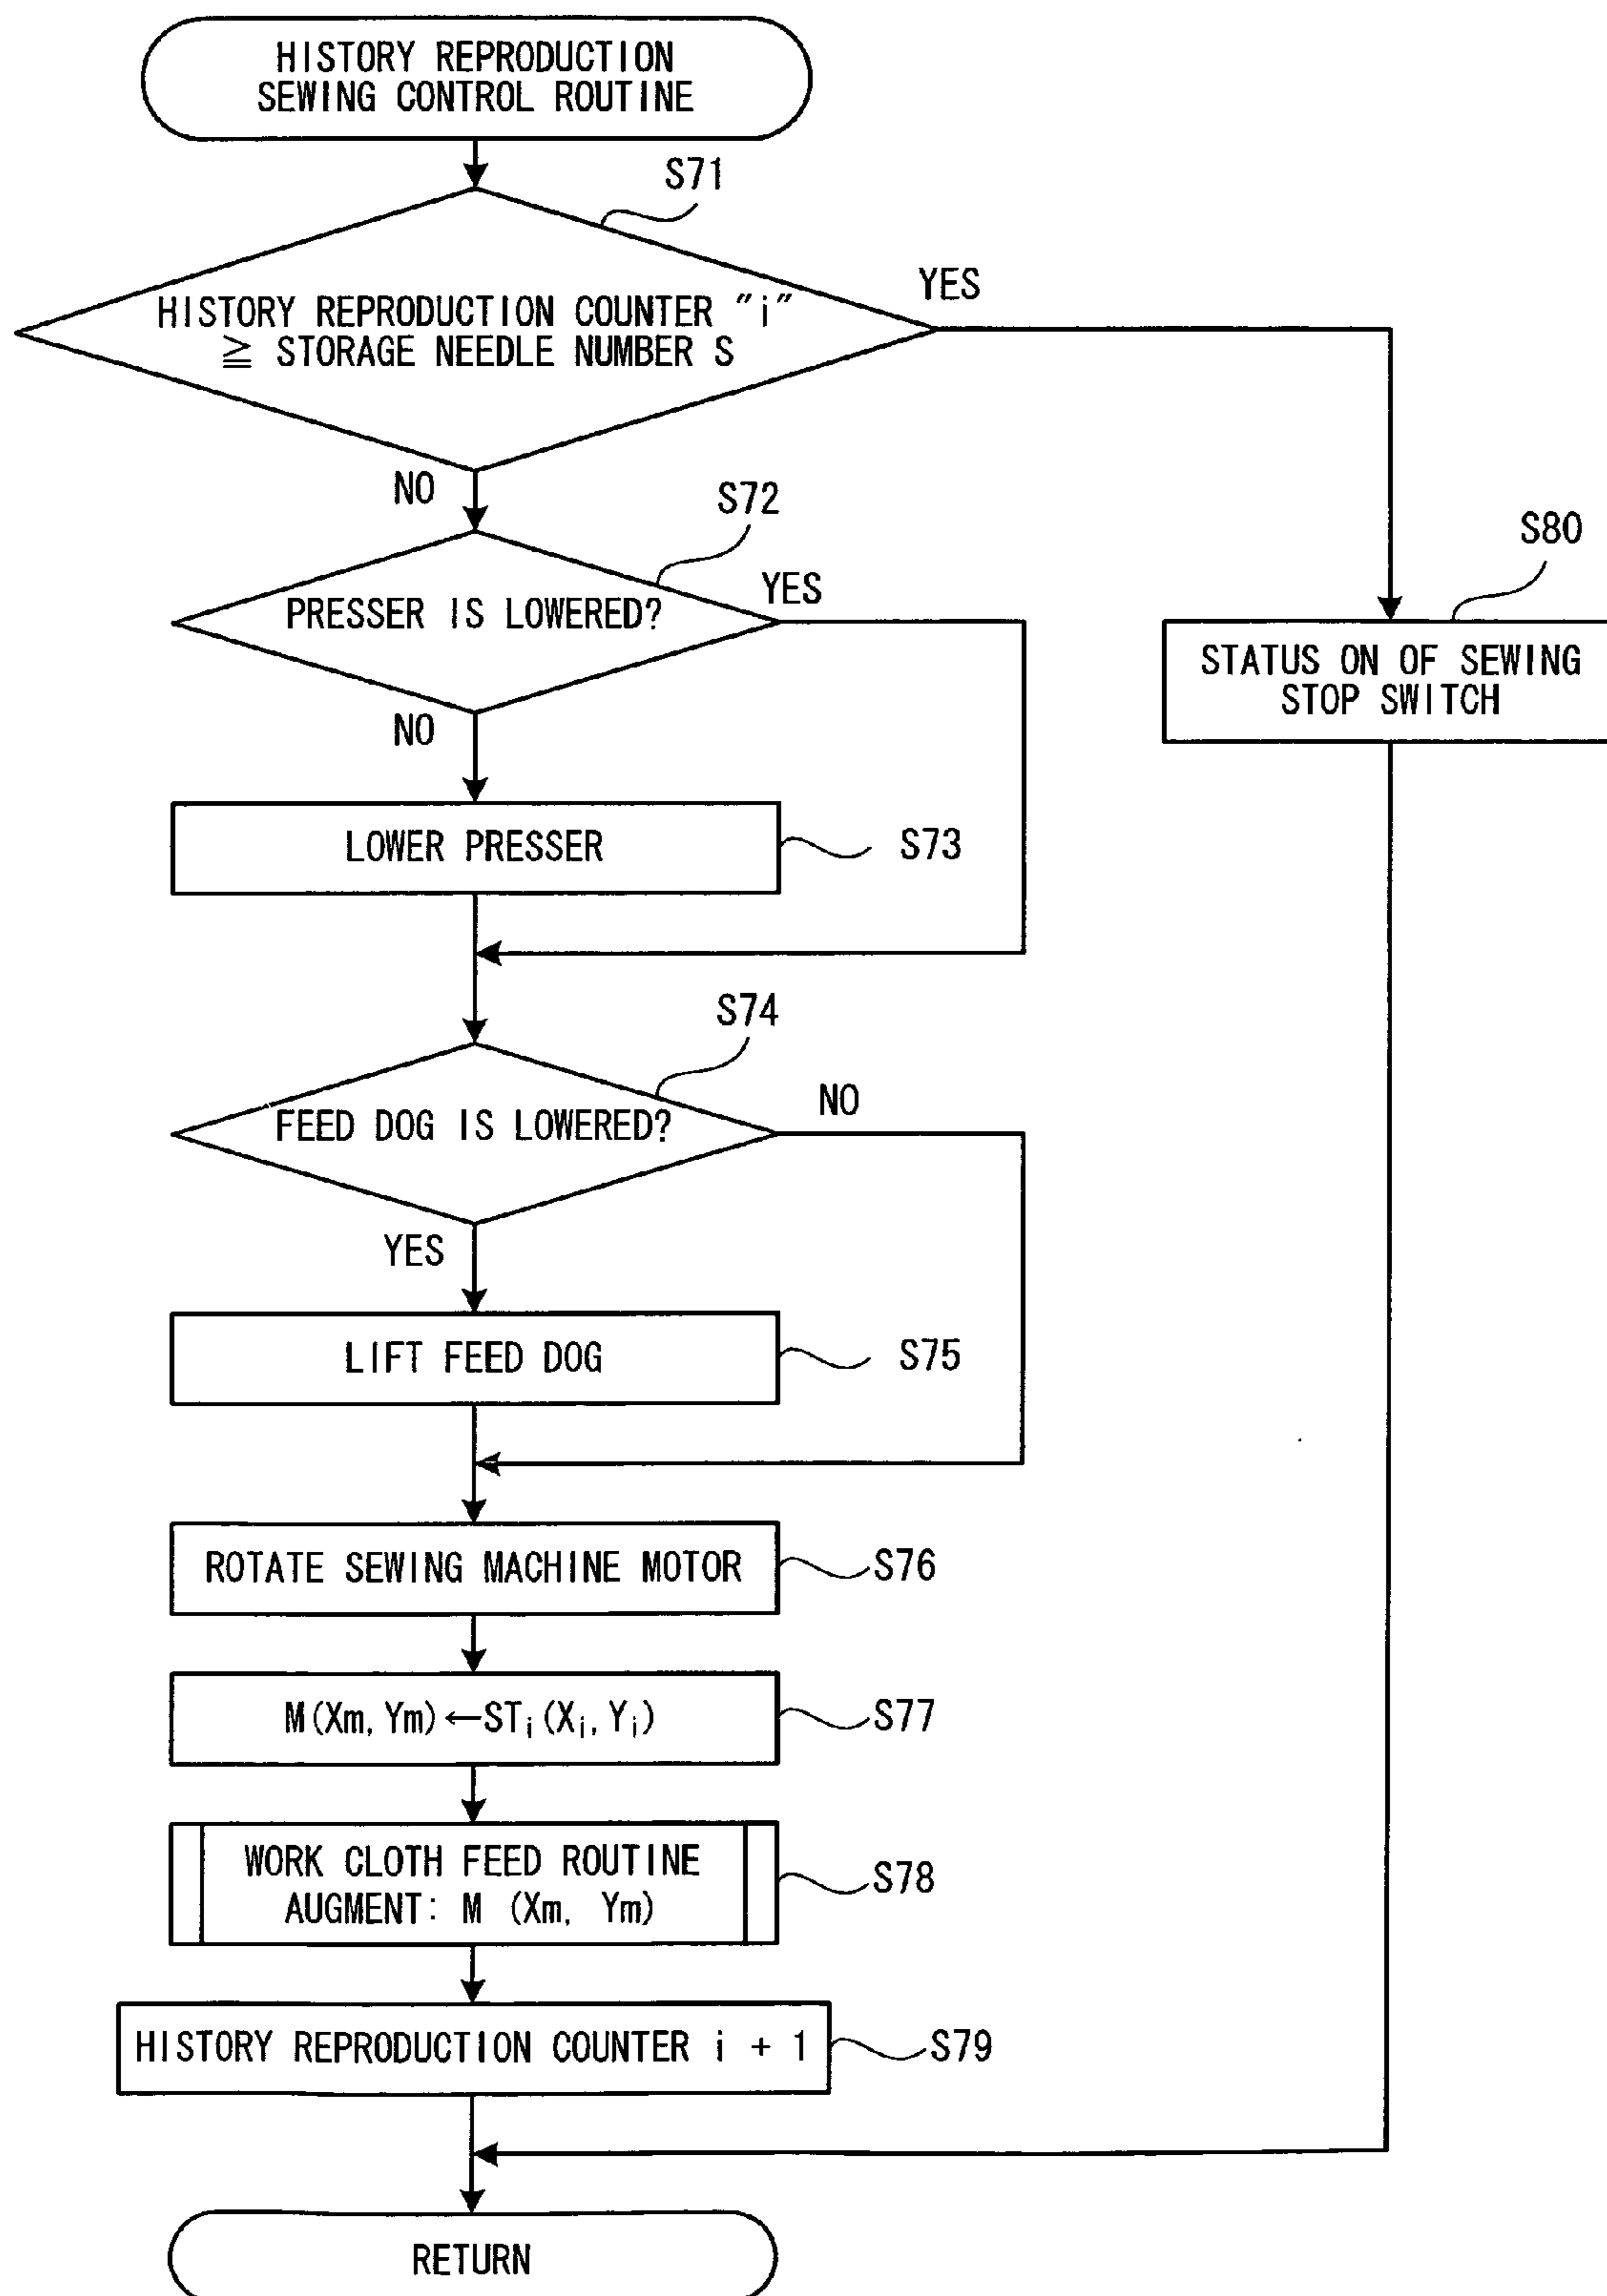 HISTORY REPRODUCTION
SEWING CONTROL ROUTINE
S71
HISTORY REPRODUCTION COUNTER "i"
≧ STORAGE NEEDLE NUMBER S
YES
NO
S72
PRESSER IS LOWERED?
YES
S80
STATUS ON OF SEWING
STOP SWITCH
NO
LOWER PRESSER
S73
S74
FEED DOG IS LOWERED?
NO
YES
LIFT FEED DOG
S75
ROTATE SEWING MACHINE MOTOR
S76
M(Xm, Ym)←STi(Xi, Yi)
S77
WORK CLOTH FEED ROUTINE
AUGMENT: M (Xm, Ym)
S78
HISTORY REPRODUCTION COUNTER i + 1
S79
RETURN